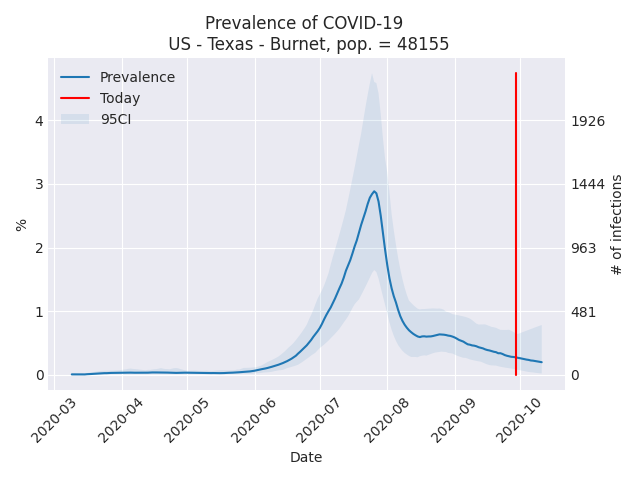 Prevalence of COVID-19
US - Texas - Burnet, pop. = 48155
Prevalence
Today
95CI
4
3
2
1
0
%
1926
1444
963
481
0
# of infections
2020-03
2020-04
2020-05
2020-06
2020-07
2020-08
2020-09
2020-10
Date